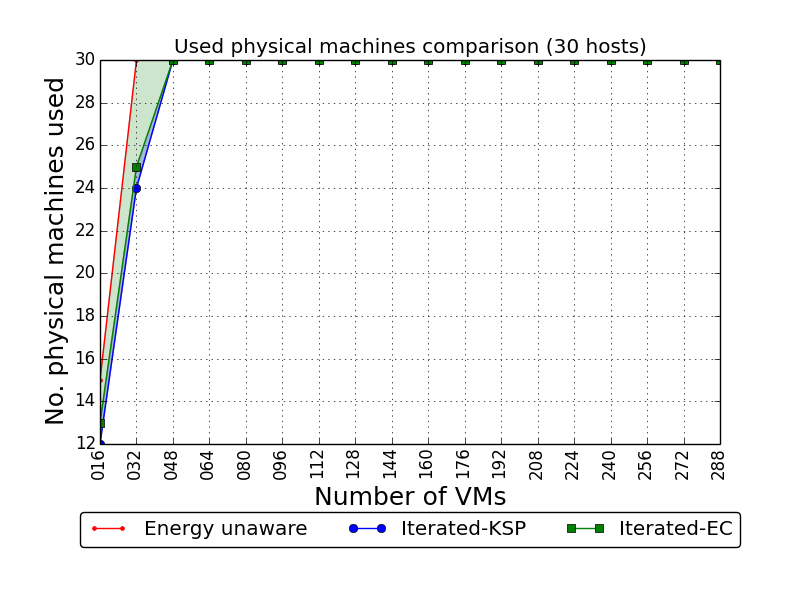 Used physical machines comparison (30 hosts)
No. physical machines used
30
28
26
24
22
20
18
16
14
12
016 032 048 064 080 096 112 128 144 160 176 192 208 224 240 256 272 288
Number of VMs
Energy unaware Iterated-KSP Iterated-EC